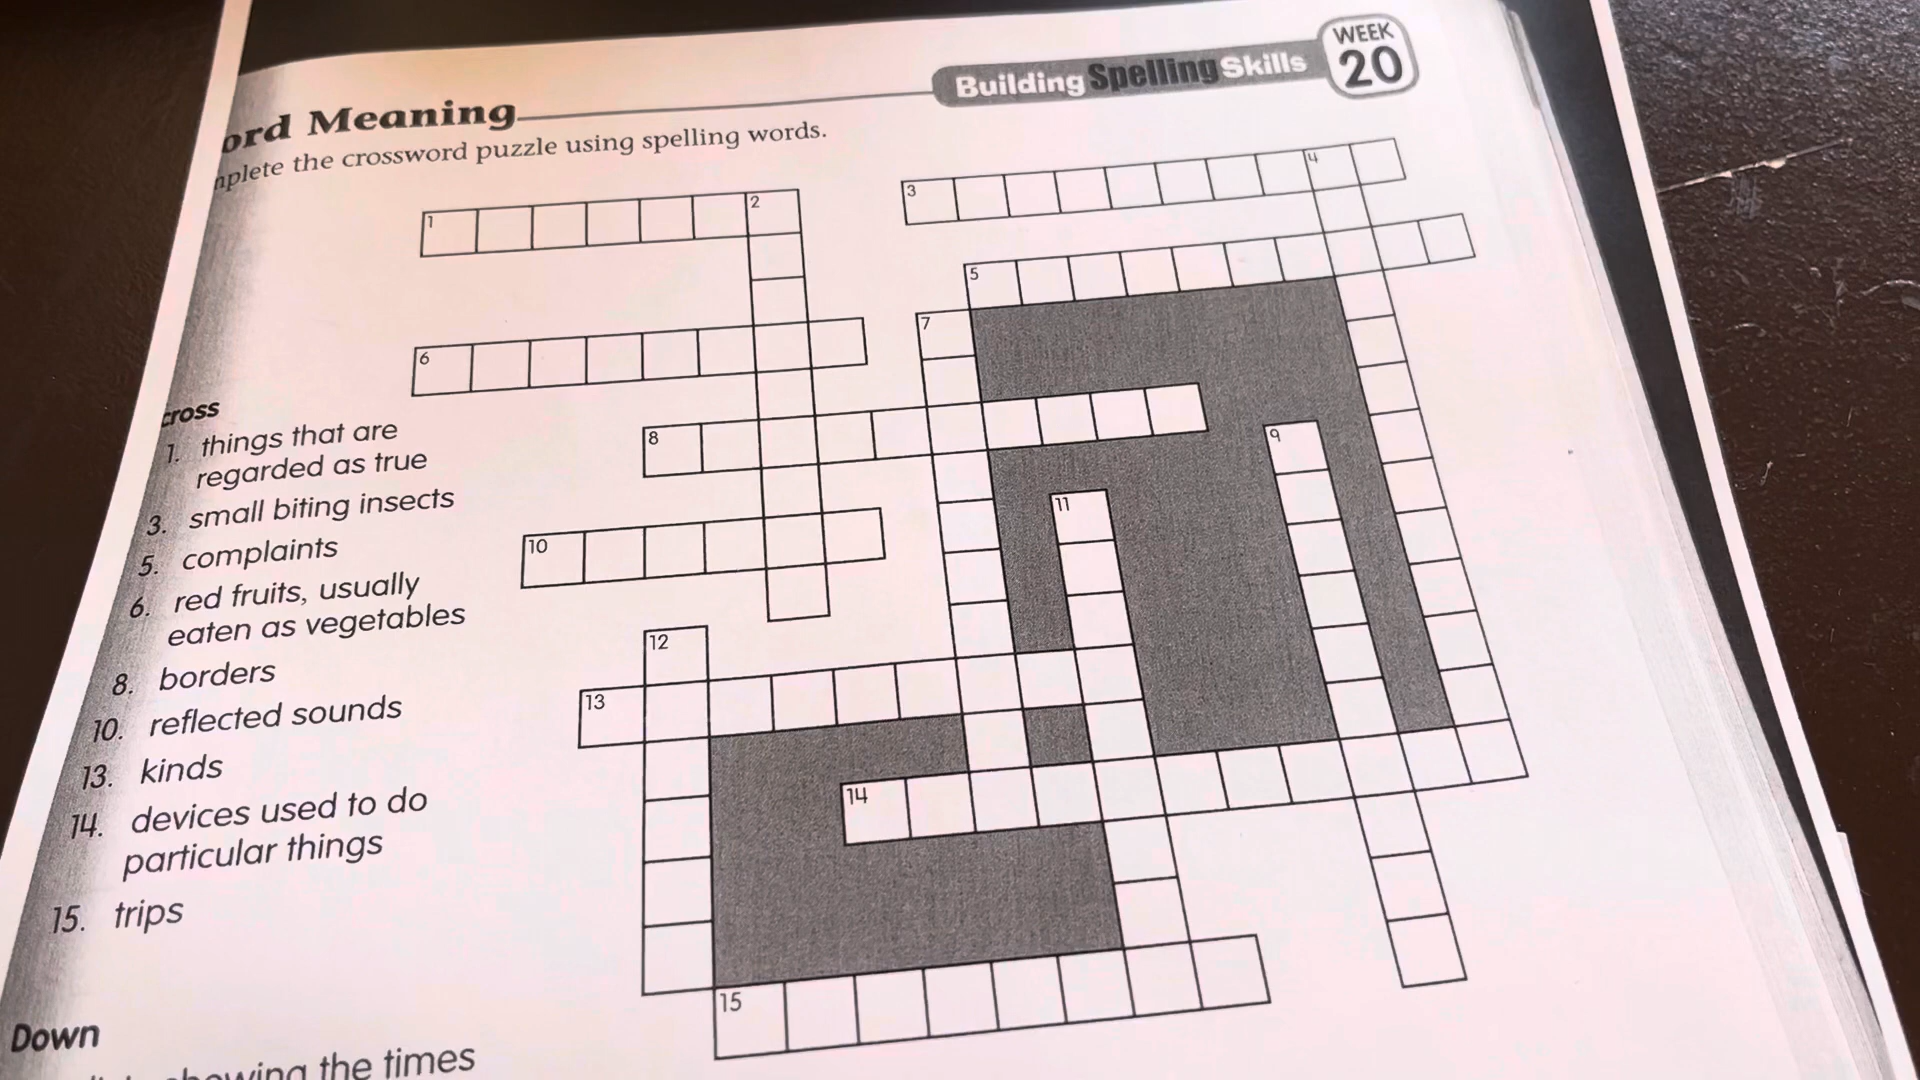 Building Spelling Skills
WEEK
20
Meaning
the crossword puzzle using spelling words.
1
2
3
4
5
6
7
8
9
10
11
12
13
14
15
1. things that are
regarded as true
3. small biting insects
5. complaints
6. red fruits, usually
eaten as vegetables
8. borders
10. reflected sounds
13. kinds
14. devices used to do
particular things
15. trips
Down
the times